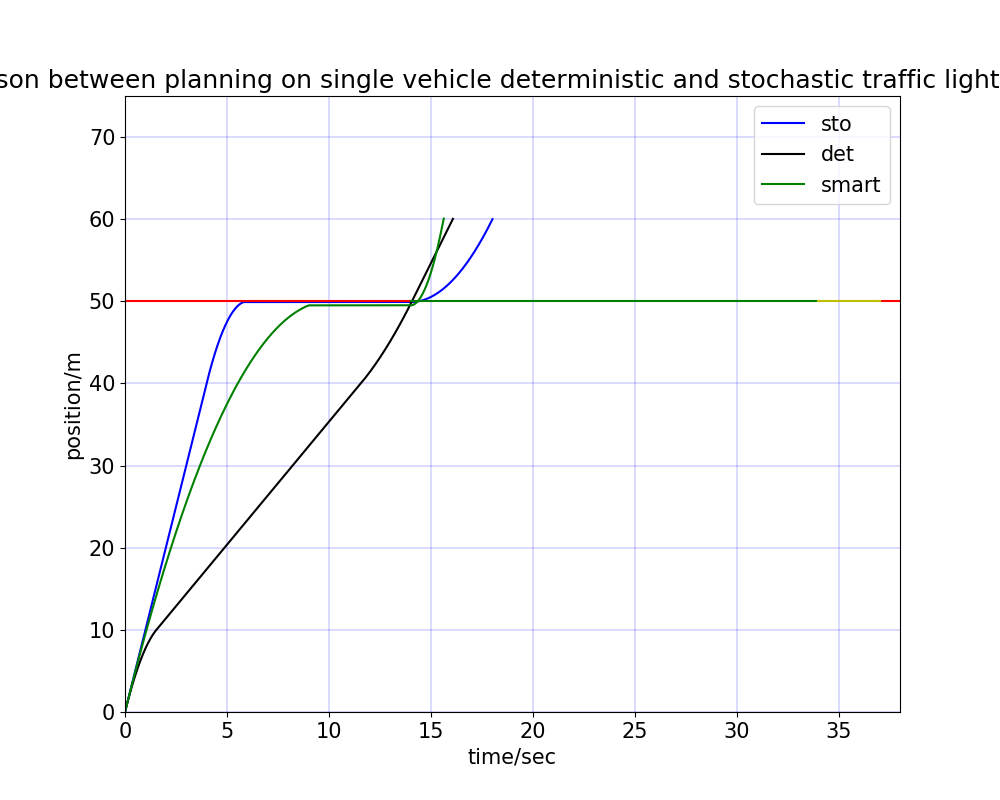 son between planning on single vehicle deterministic and stochastic traffic light
70
60
50
40
30
20
10
0
position/m
sto
det
smart
0 5 10 15 20 25 30 35
time/sec